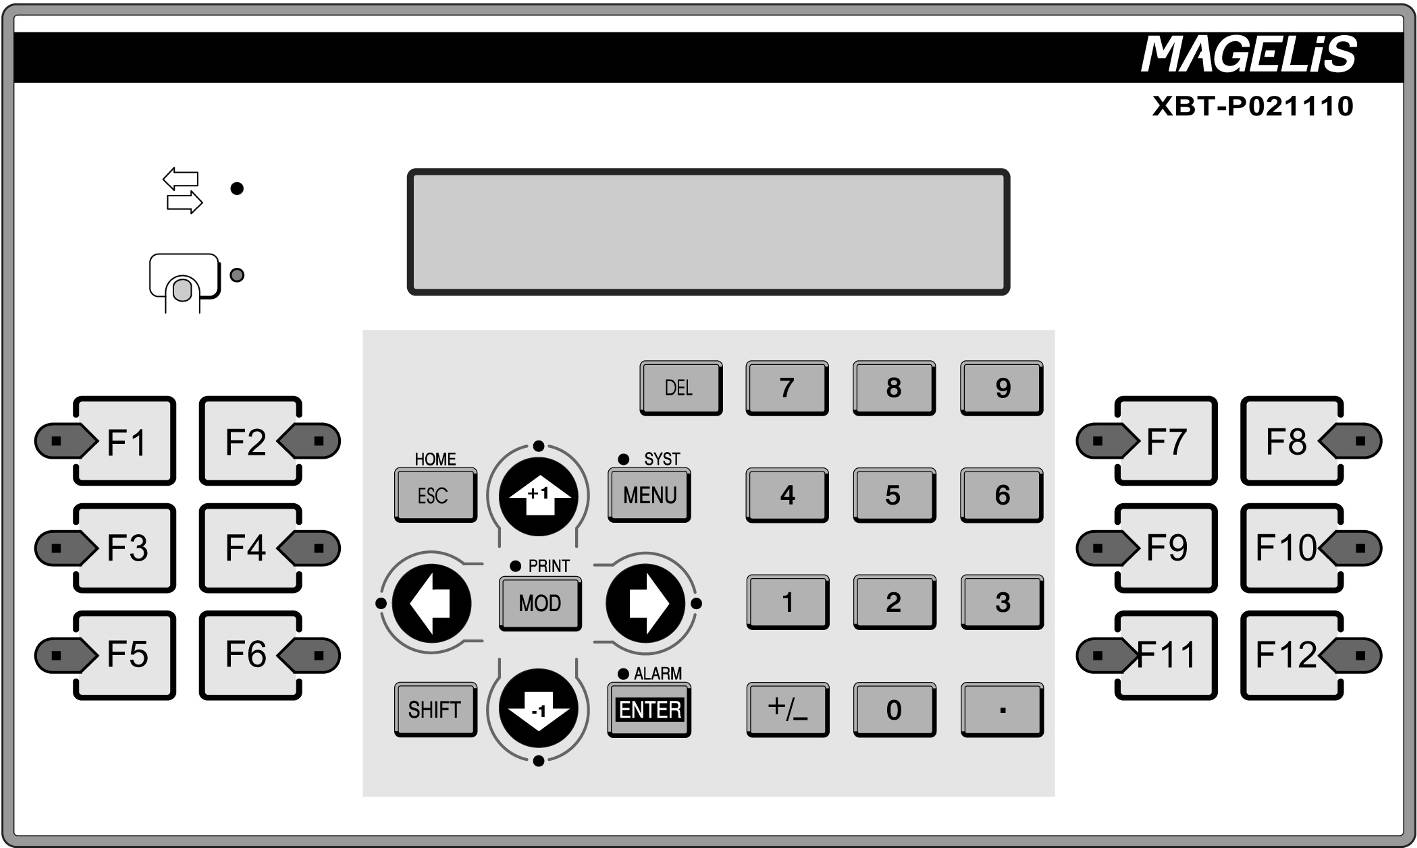 MAGELiS
XBT-P021110
DEL 7 8 9
F1 F2 F7 F8
HOME SYST
ESC +1 MENU 4 5 6
F3 F4 F9 F10
PRINT
MOD 1 2 3
F5 F6 F11 F12
ALARM
SHIFT -1 ENTER +/_ 0 .